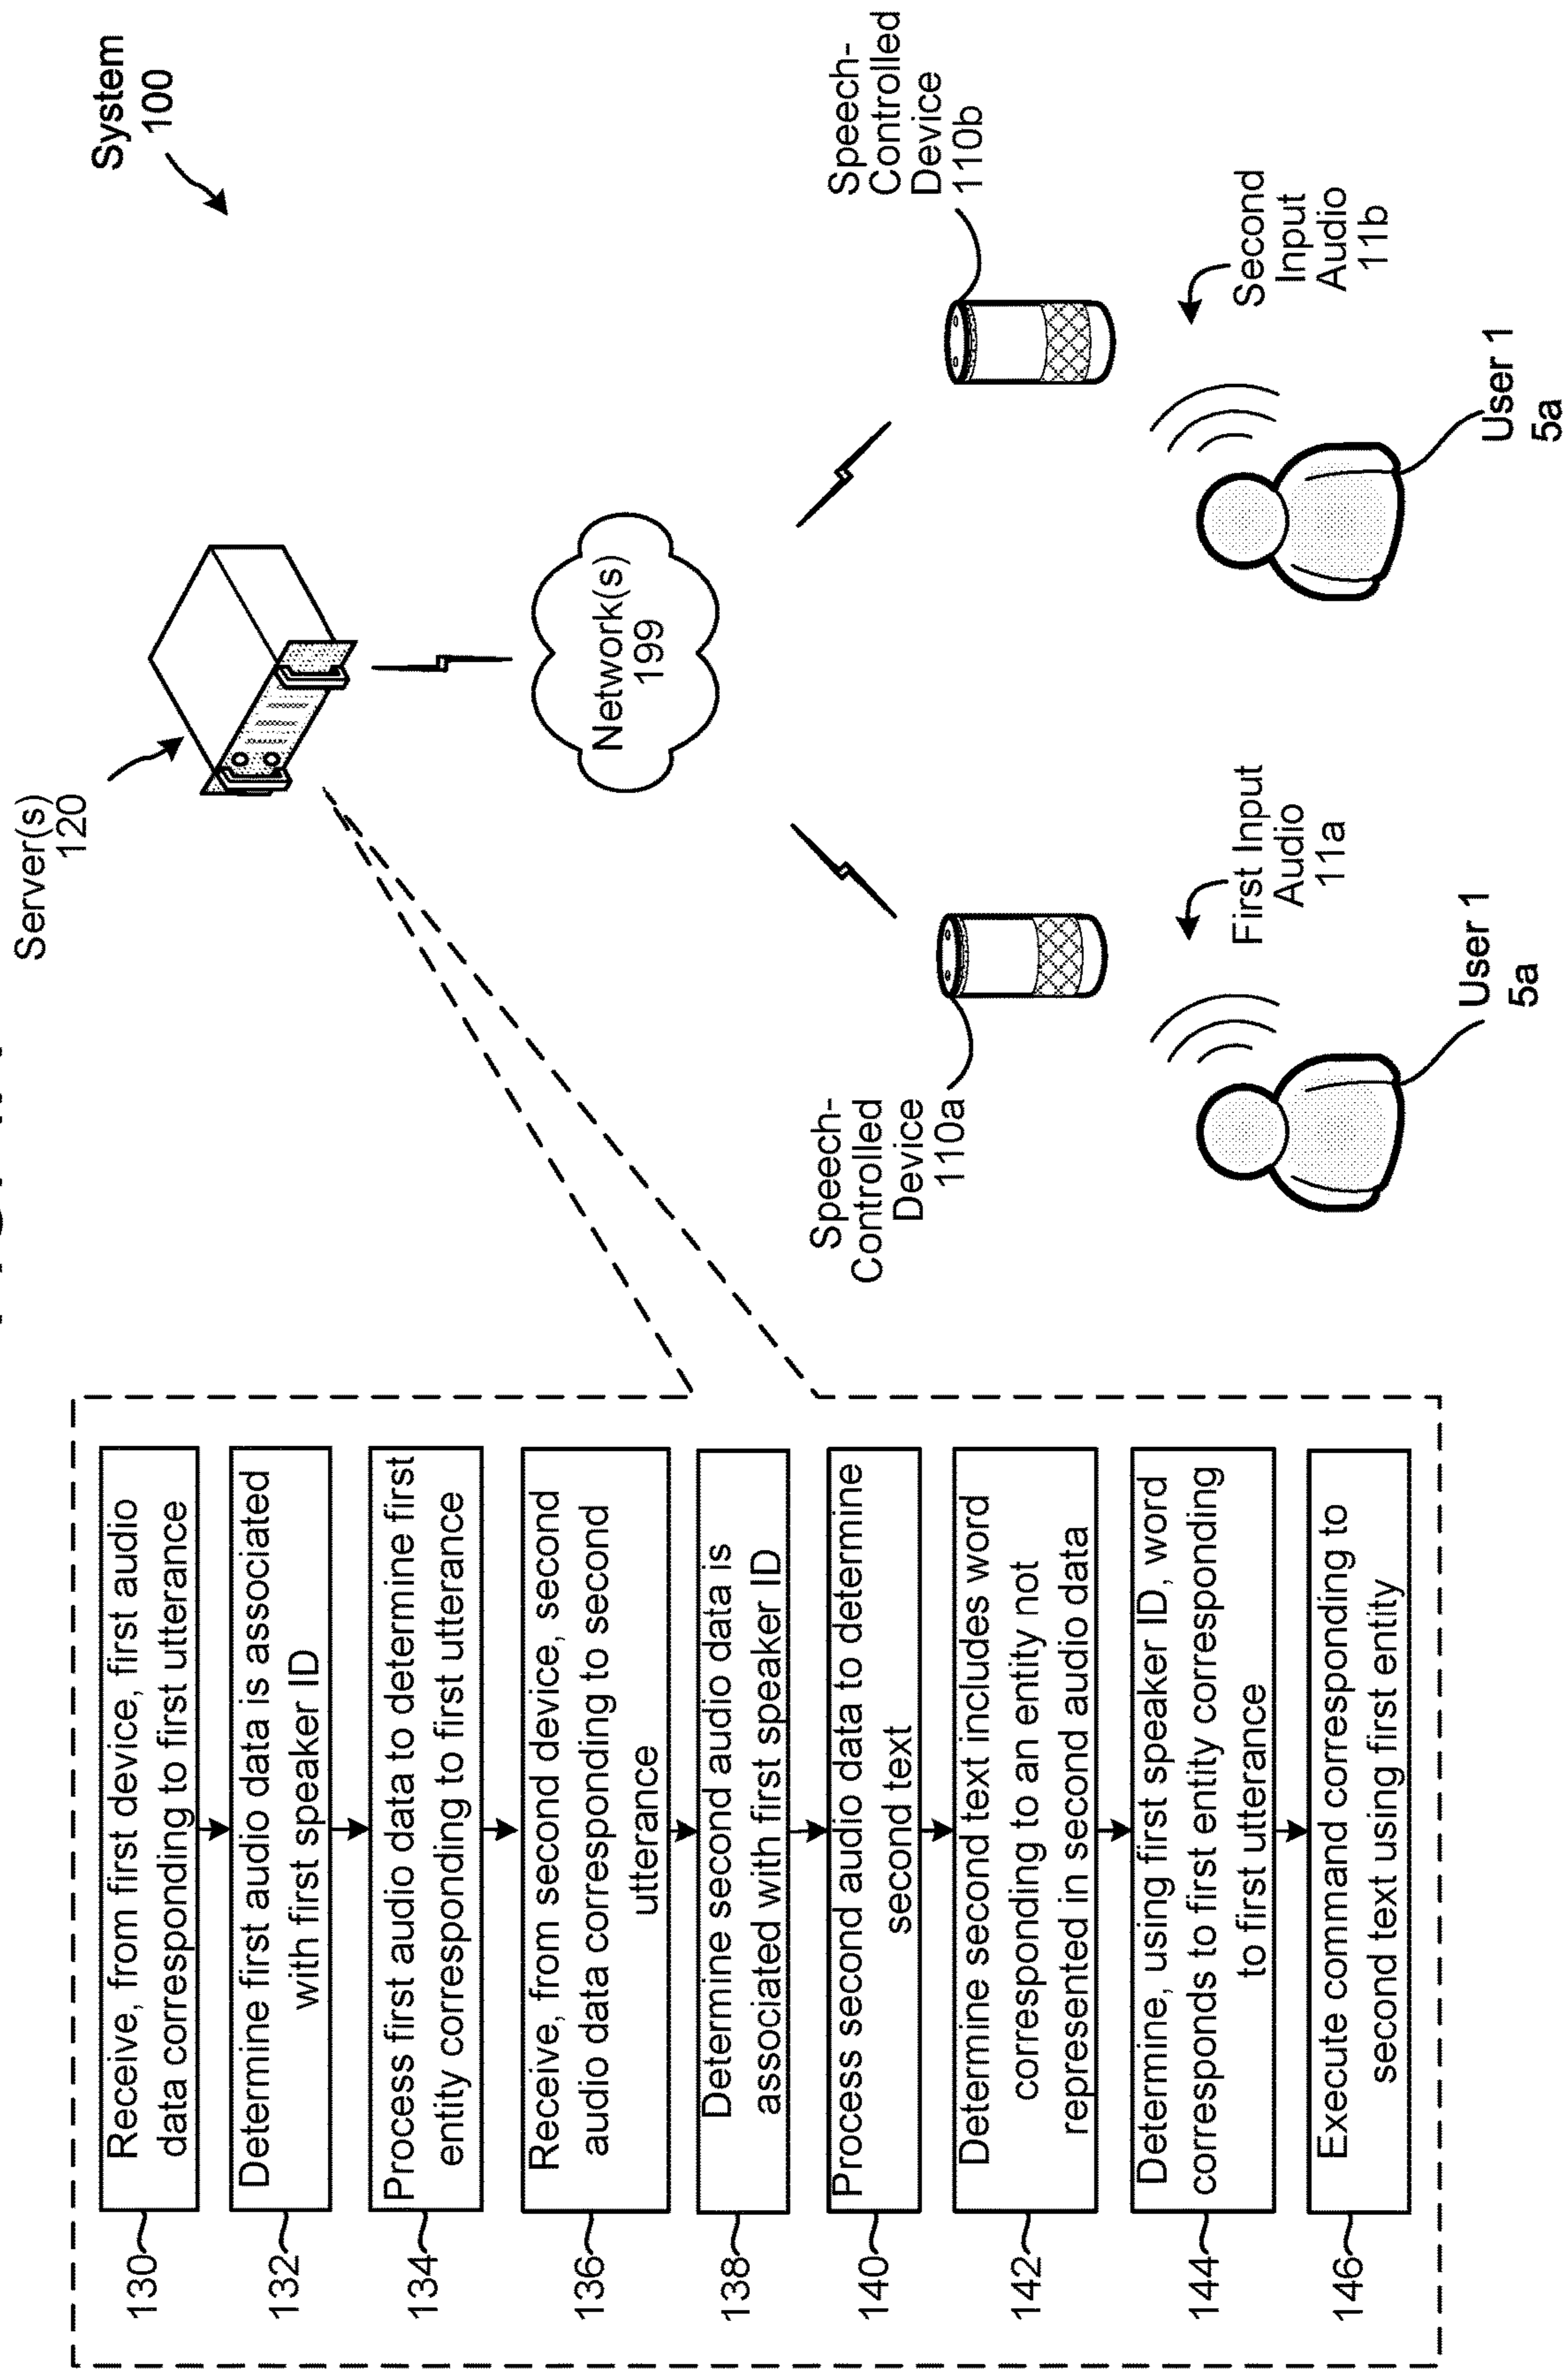 System
100
Server(s)
120
Network(s)
199
Speech-
Controlled
Device
110a
Speech-
Controlled
Device
110b
First Input
Audio
11a
Second
Input
Audio
11b
User 1
5a
User 1
5a
130
Receive, from first device, first audio
data corresponding to first utterance
132
Determine first audio data is associated
with first speaker ID
134
Process first audio data to determine first
entity corresponding to first utterance
136
Receive, from second device, second
audio data corresponding to second
utterance
138
Determine second audio data is
associated with first speaker ID
140
Process second audio data to determine
second text
142
Determine second text includes word
corresponding to an entity not
represented in second audio data
144
Determine, using first speaker ID, word
corresponds to first entity corresponding
to first utterance
146
Execute command corresponding to
second text using first entity